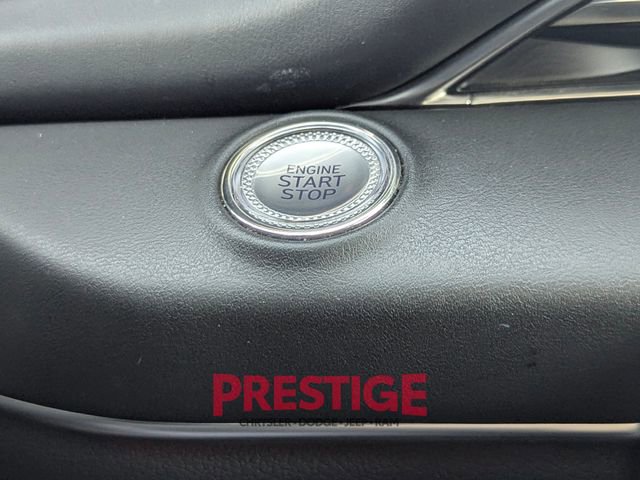 ENGINE
START
STOP
PRESTIGE
CHRYSLER•DODGE•JEEP•RAM